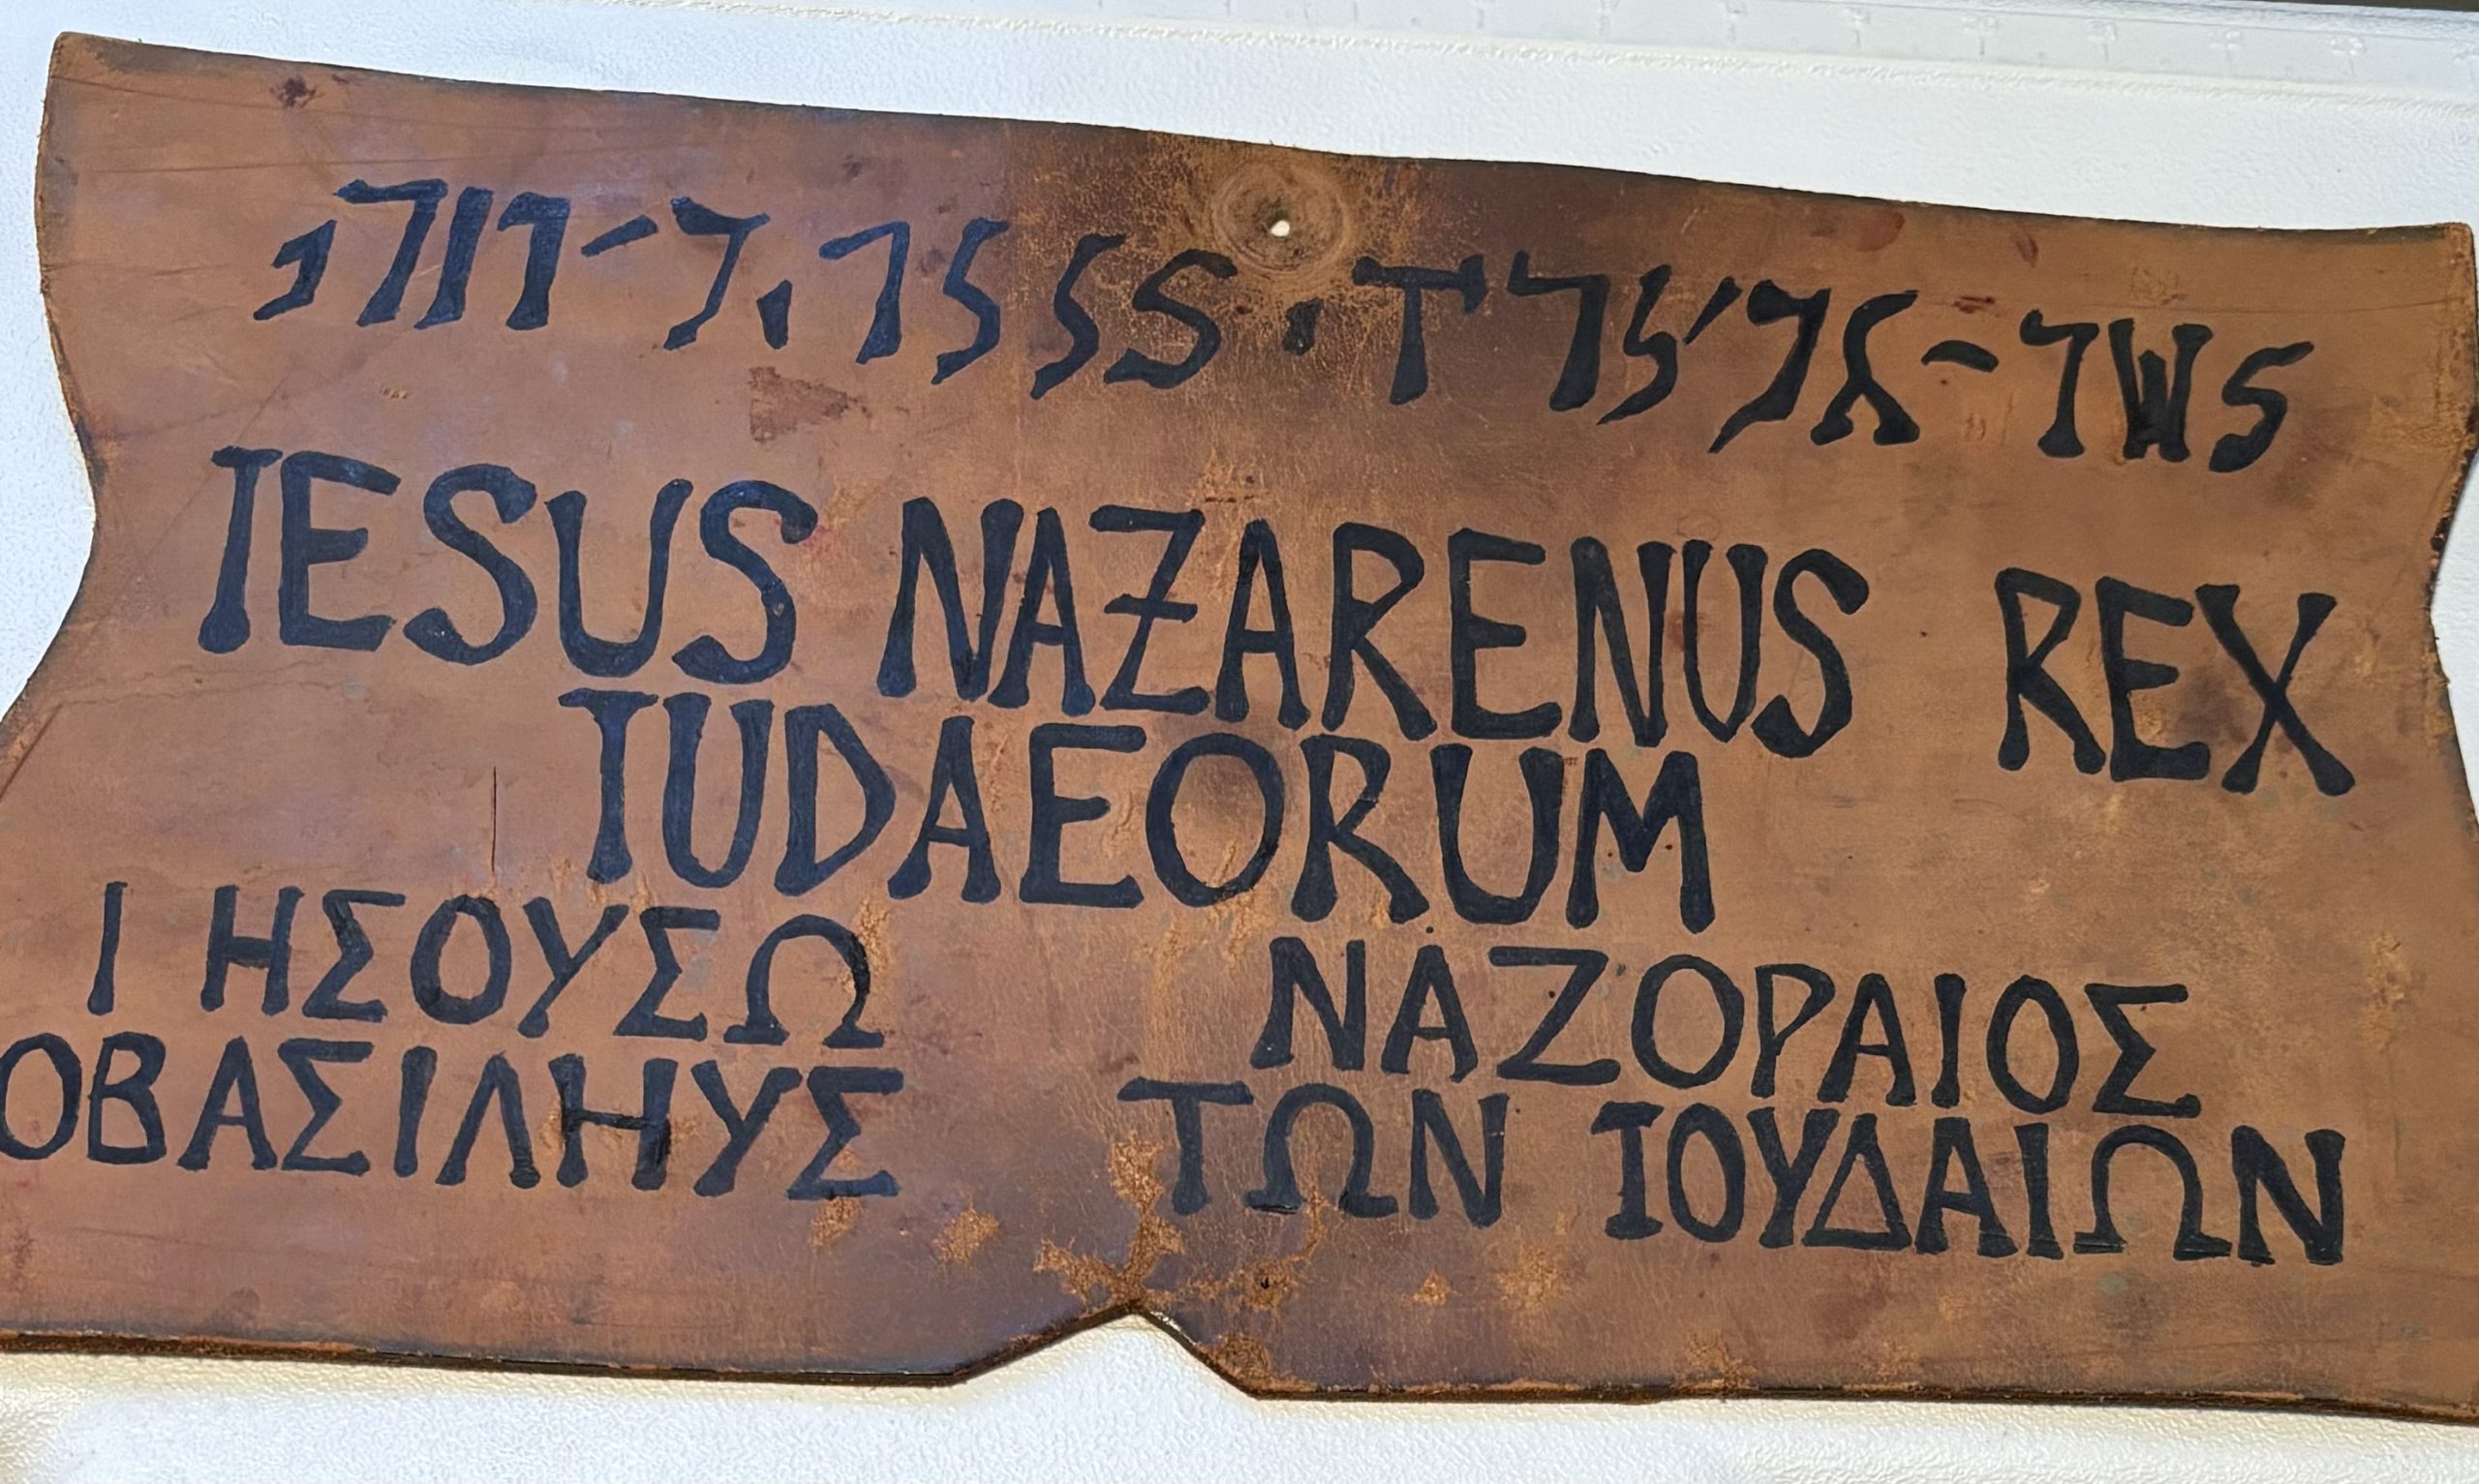 IESUS NAZARENUS REX
IUDAEORUM
Ι ΗΣΟΥΣΩ ΝΑΖΟΡΑΙΟΣ
ΟΒΑΣΙΛΗΥΣ ΤΩΝ ΙΟΥΔΑΙΩΝ